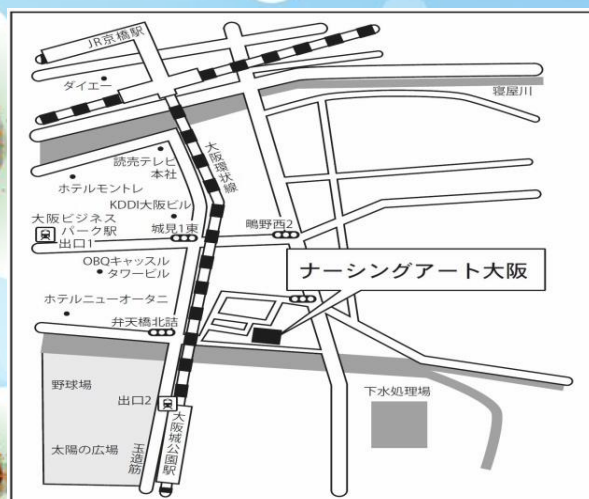 JR京橋駅
ダイエー
寝屋川
大阪環状線
読売テレビ
本社
ホテルモントレ
KDDI大阪ビル
大阪ビジネス
パーク駅
出口1
城見1東
鴫野西2
OBQキャッスル
タワービル
ナーシングアート大阪
ホテルニューオータニ
弁天橋北詰
野球場
出口2
下水処理場
太陽の広場
玉造筋
大阪城公園駅